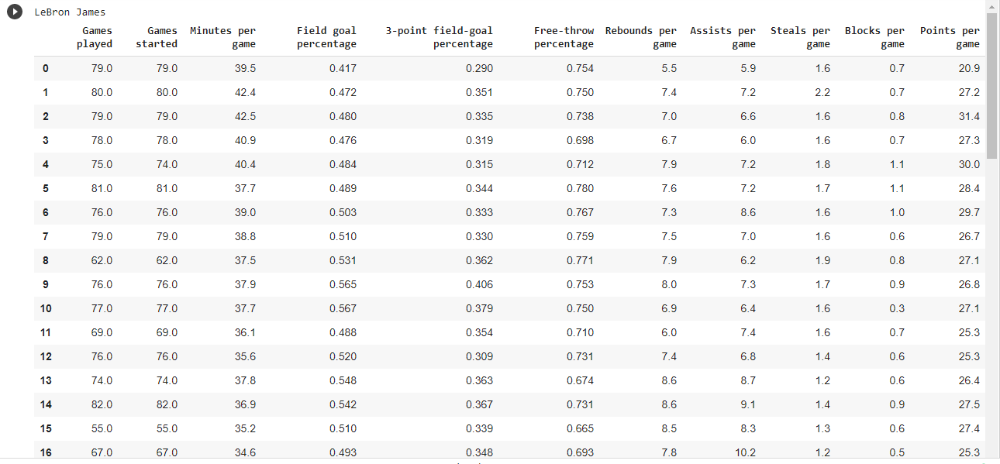 LeBron James
Games Games Minutes per Field goal 3-point field-goal Free-throw Rebounds per Assists per Steals per Blocks per Points per
played started game percentage percentage percentage game game game game game
0 79.0 79.0 39.5 0.417 0.290 0.754 5.5 5.9 1.6 0.7 20.9
1 80.0 80.0 42.4 0.472 0.351 0.750 7.4 7.2 2.2 0.7 27.2
2 79.0 79.0 42.5 0.480 0.335 0.738 7.0 6.6 1.6 0.8 31.4
3 78.0 78.0 40.9 0.476 0.319 0.698 6.7 6.0 1.6 0.7 27.3
4 75.0 74.0 40.4 0.484 0.315 0.712 7.9 7.2 1.8 1.1 30.0
5 81.0 81.0 37.7 0.489 0.344 0.780 7.6 7.2 1.7 1.1 28.4
6 76.0 76.0 39.0 0.503 0.333 0.767 7.3 8.6 1.6 1.0 29.7
7 79.0 79.0 38.8 0.510 0.330 0.759 7.5 7.0 1.6 0.6 26.7
8 62.0 62.0 37.5 0.531 0.362 0.771 7.9 6.2 1.9 0.8 27.1
9 76.0 76.0 37.9 0.565 0.406 0.753 8.0 7.3 1.7 0.9 26.8
10 77.0 77.0 37.7 0.567 0.379 0.750 6.9 6.4 1.6 0.3 27.1
11 69.0 69.0 36.1 0.488 0.354 0.710 6.0 7.4 1.6 0.7 25.3
12 76.0 76.0 35.6 0.520 0.309 0.731 7.4 6.8 1.4 0.6 25.3
13 74.0 74.0 37.8 0.548 0.363 0.674 8.6 8.7 1.2 0.6 26.4
14 82.0 82.0 36.9 0.542 0.367 0.731 8.6 9.1 1.4 0.9 27.5
15 55.0 55.0 35.2 0.510 0.339 0.665 8.5 8.3 1.3 0.6 27.4
16 67.0 67.0 34.6 0.493 0.348 0.693 7.8 10.2 1.2 0.5 25.3